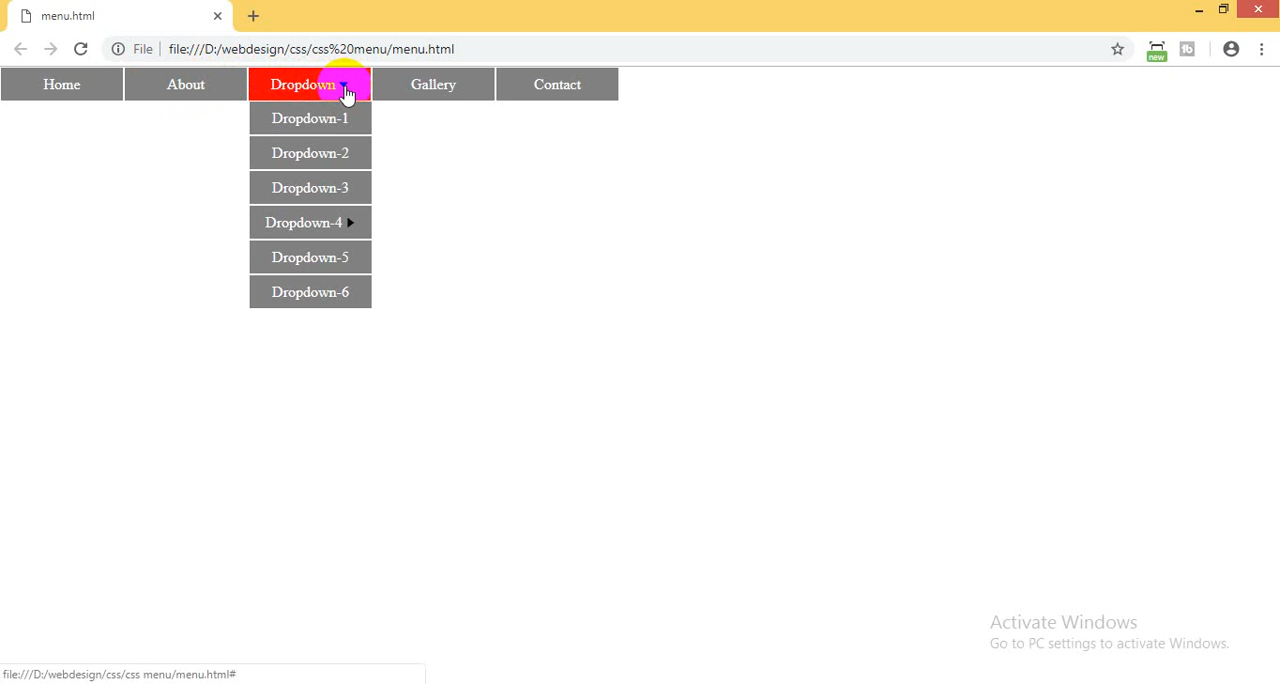 menu.html
File
file:///D:/webdesign/css/css%20menu/menu.html
new
Home
About
Dropdown
Gallery
Contact
Dropdown-1
Dropdown-2
Dropdown-3
Dropdown-4
Dropdown-5
Dropdown-6
Activate Windows
Go to PC settings to activate Windows.
file:///D:/webdesign/css/css menu/menu.html#